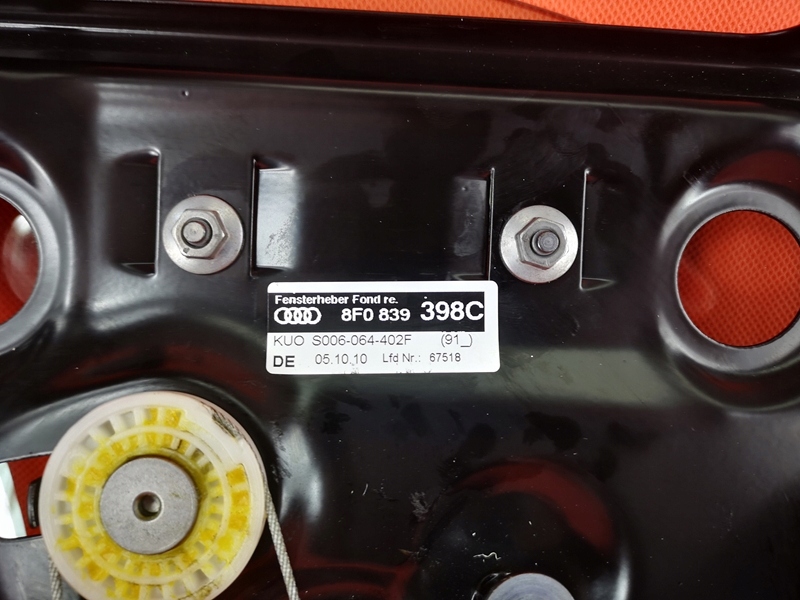 Fensterheber Fond re.
8F0 839 398C
KUO S006-064-402F (91_)
DE 05.10.10 Lfd Nr.: 67518